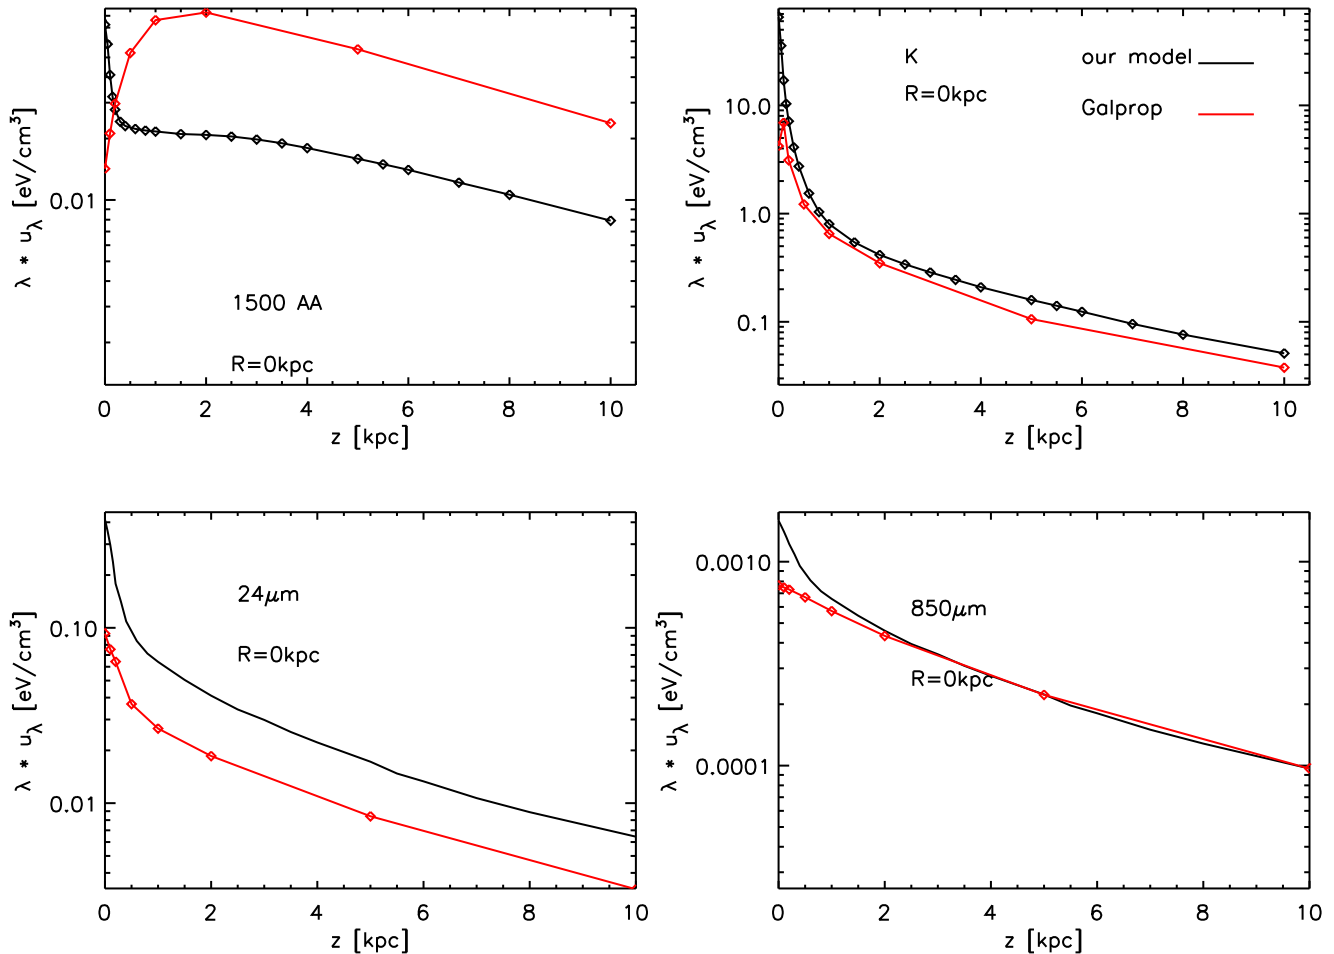 λ * u_λ [eV/cm³]
0.01
1500 AA
R=0kpc
0 2 4 6 8 10
z [kpc]
λ * u_λ [eV/cm³]
10.0
1.0
0.1
K
R=0kpc
our model
Galprop
0 2 4 6 8 10
z [kpc]
λ * u_λ [eV/cm³]
0.10
0.01
24μm
R=0kpc
0 2 4 6 8 10
z [kpc]
λ * u_λ [eV/cm³]
0.0010
0.0001
850μm
R=0kpc
0 2 4 6 8 10
z [kpc]